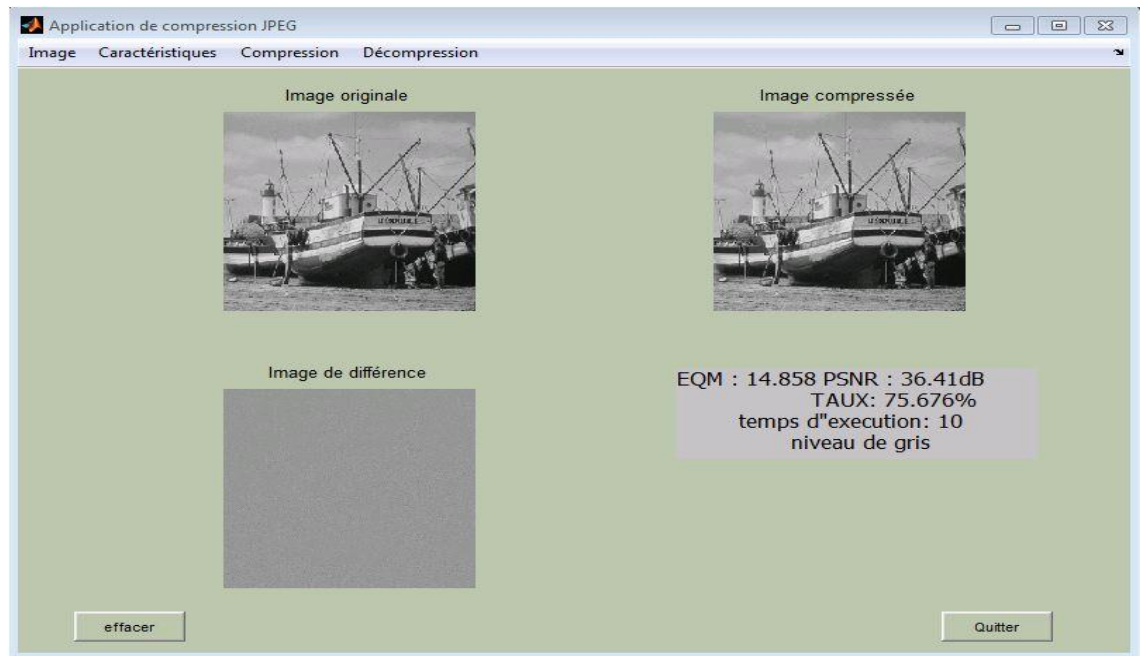 Application de compression JPEG
Image Caractéristiques Compression Décompression
Image originale
Image compressée
Image de différence
EQM : 14.858 PSNR : 36.41dB
TAUX: 75.676%
temps d"execution: 10
niveau de gris
effacer
Quitter